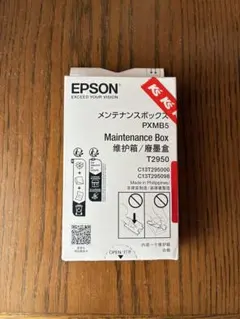 EPSON
EXCEED YOUR VISION
メンテナンスボックス
PXMB5
Maintenance Box
维护箱/廢墨盒
T2950
C13T295000
C13T295098
Made in Philippines
OPEN